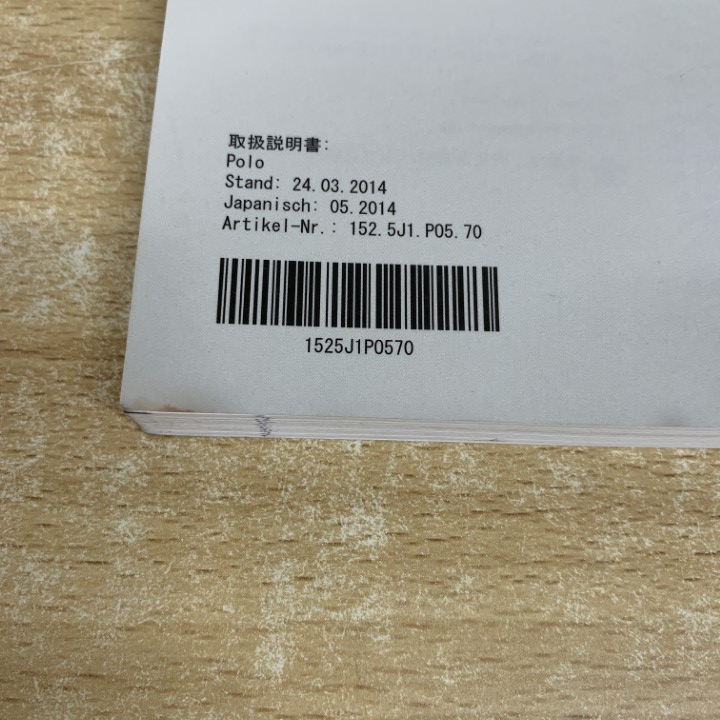 取扱説明書:
Polo
Stand: 24.03.2014
Japanisch: 05.2014
Artikel-Nr.: 152.5J1.P05.70
1525J1P0570